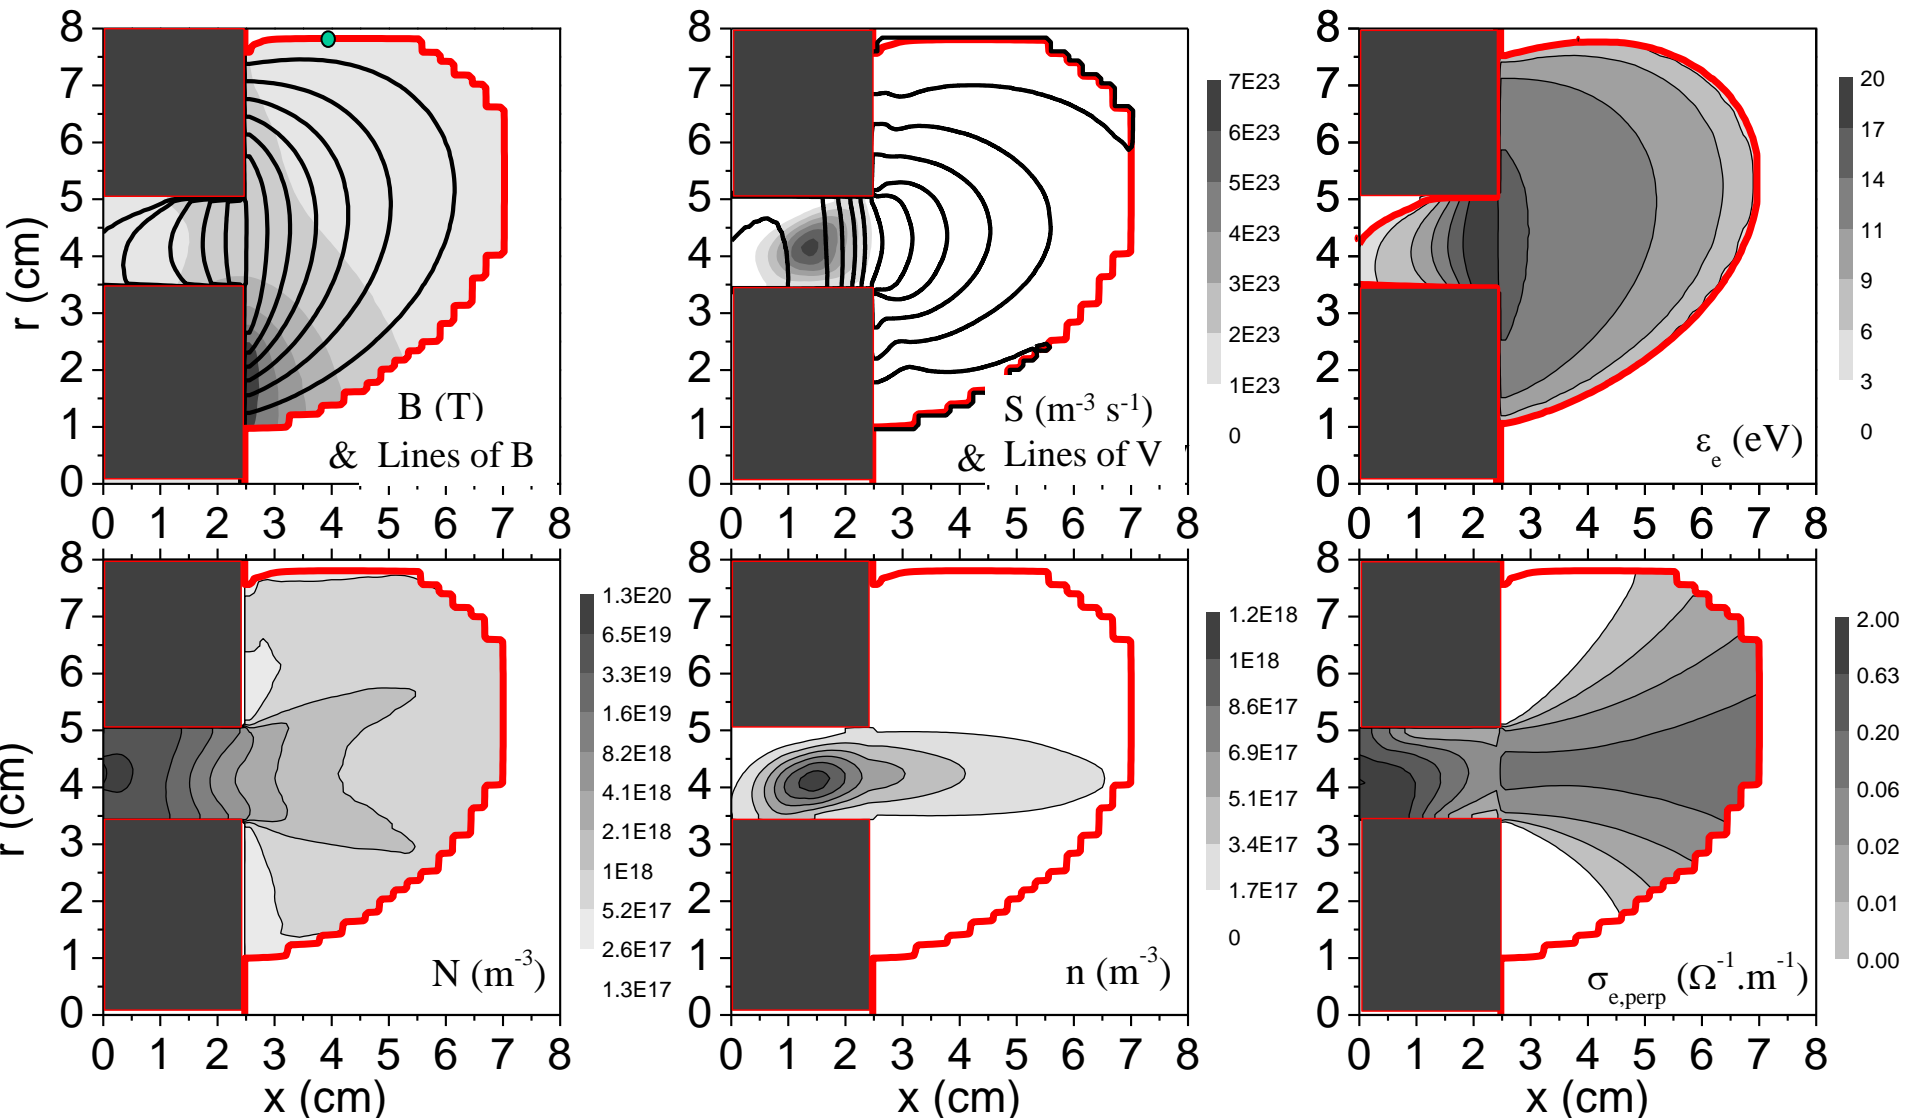 8
7
6
5
4
3
2
1
0
r (cm)
0 1 2 3 4 5 6 7 8
B (T)
& Lines of B
8
7
6
5
4
3
2
1
0
0 1 2 3 4 5 6 7 8
S (m-3 s-1)
& Lines of V
7E23
6E23
5E23
4E23
3E23
2E23
1E23
0
8
7
6
5
4
3
2
1
0
0 1 2 3 4 5 6 7 8
εe (eV)
20
17
14
11
9
6
3
0
8
7
6
5
4
3
2
1
0
r (cm)
0 1 2 3 4 5 6 7 8
x (cm)
N (m-3)
1.3E20
6.5E19
3.3E19
1.6E19
8.2E18
4.1E18
2.1E18
1E18
5.2E17
2.6E17
1.3E17
8
7
6
5
4
3
2
1
0
0 1 2 3 4 5 6 7 8
x (cm)
n (m-3)
1.2E18
1E18
8.6E17
6.9E17
5.1E17
3.4E17
1.7E17
0
8
7
6
5
4
3
2
1
0
0 1 2 3 4 5 6 7 8
x (cm)
σe,perp (Ω-1.m-1)
2.00
0.63
0.20
0.06
0.02
0.01
0.00